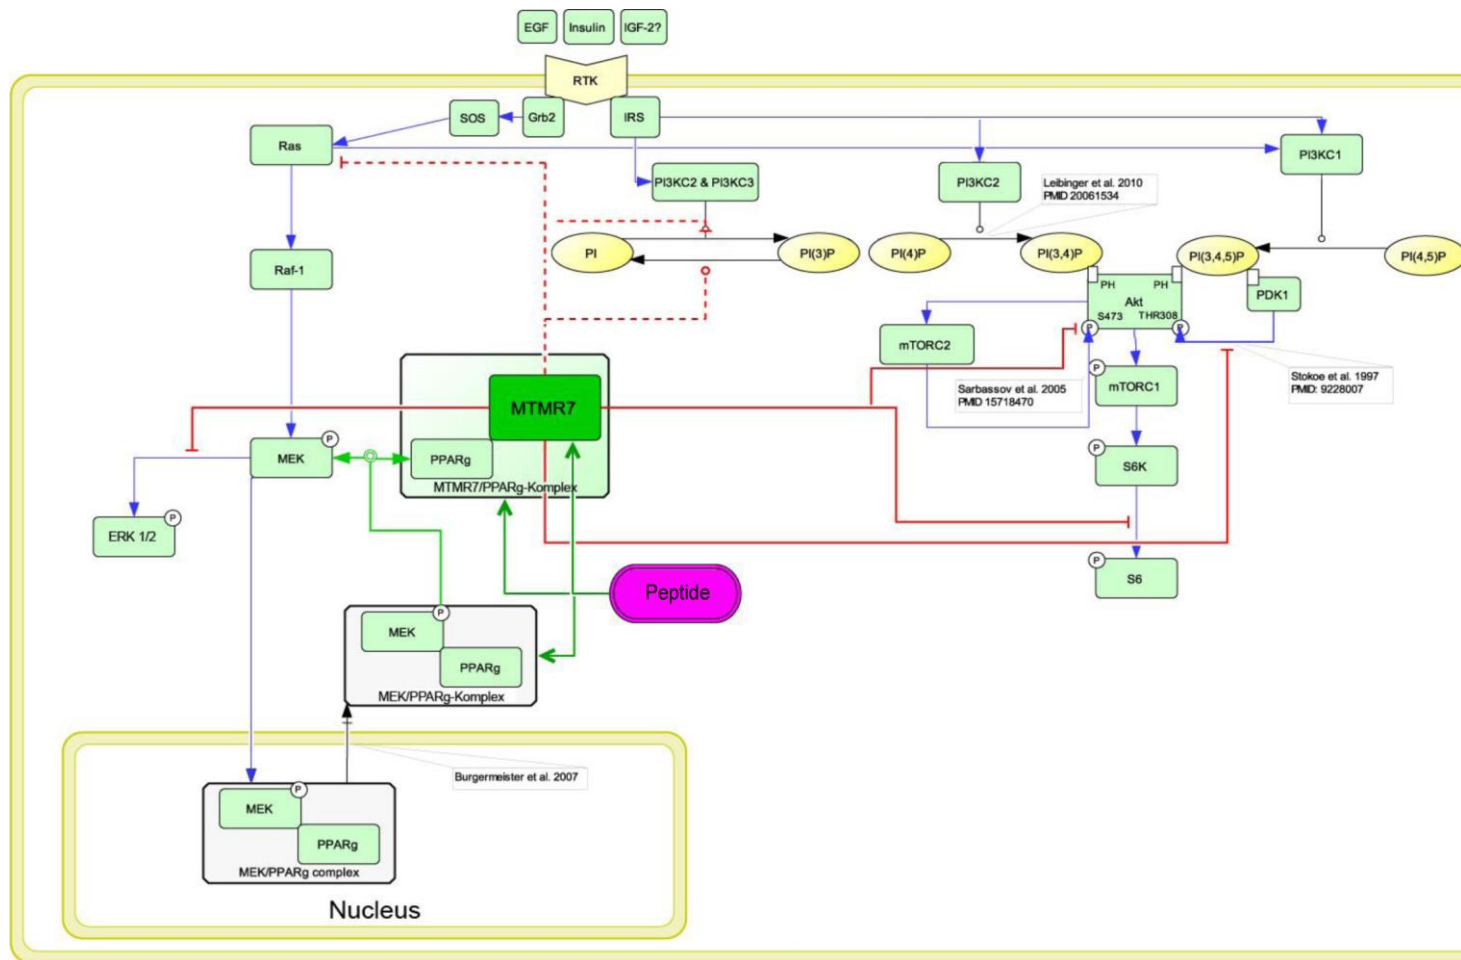 EGF
Insulin
IGF-2?
RTK
SOS
Grb2
IRS
Ras
PI3KC1
PI3KC2 & PI3KC3
PI3KC2
Leibinger et al. 2010
PMID 20061534
PI
PI(3)P
PI(4)P
PI(3,4)P
PI(3,4,5)P
PI(4,5)P
Raf-1
PH
PH
Akt
S473
THR308
PDK1
P
P
mTORC2
Sarbassov et al. 2005
PMID 15718470
P
mTORC1
Stokoe et al. 1997
PMID: 9228007
MTMR7
PPARg
MTMR7/PPARg-Komplex
P
MEK
P
S6K
P
ERK 1/2
P
S6
Peptide
P
MEK
PPARg
MEK/PPARg-Komplex
Burgermeister et al. 2007
P
MEK
PPARg
MEK/PPARg complex
Nucleus